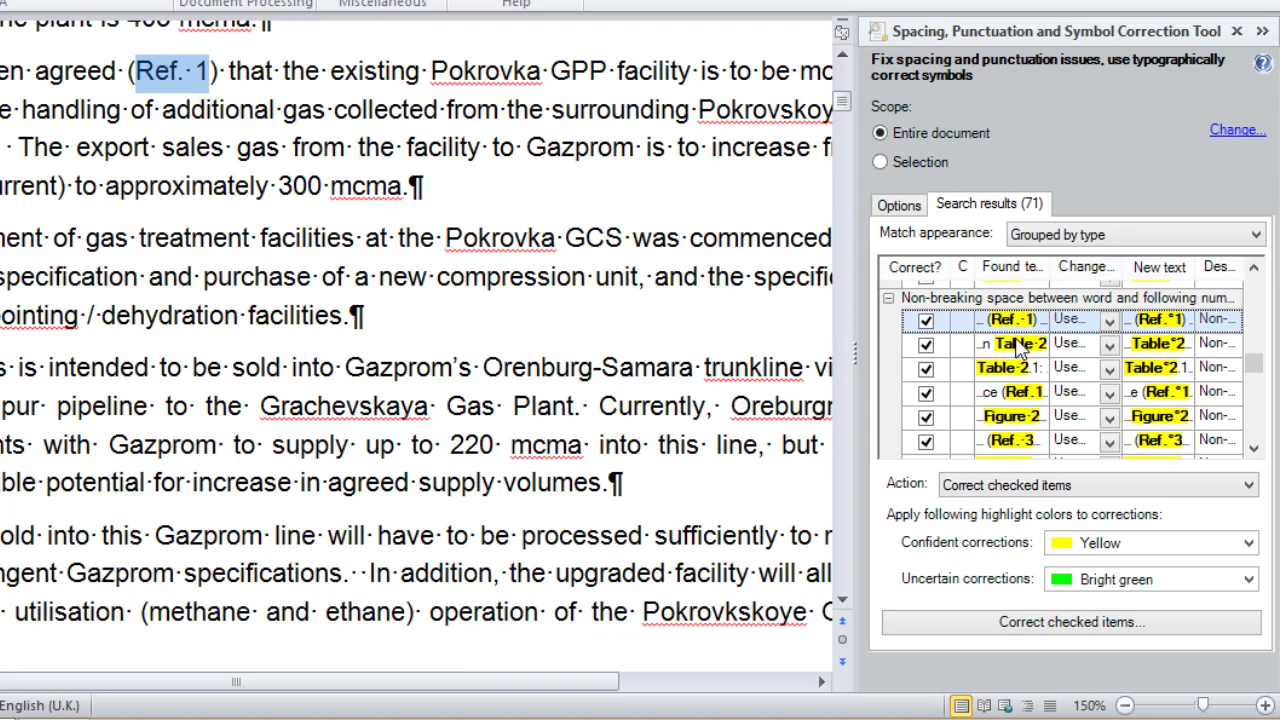 Document Processing Miscellaneous Help
he plant is 400 mcma.¶
en·agreed·(Ref.·1)·that·the·existing·Pokrovka·GPP·facility·is·to·be·mo
e·handling·of·additional·gas·collected·from·the·surrounding·Pokrovskoy
·The·export·sales·gas·from·the·facility·to·Gazprom·is·to·increase·f
urrent)·to·approximately·300·mcma.¶
nent·of·gas·treatment·facilities·at·the·Pokrovka·GCS·was·commenced
specification·and·purchase·of·a·new·compression·unit,·and·the·specifi
ointing·/·dehydration·facilities.¶
s·is·intended·to·be·sold·into·Gazprom's·Orenburg-Samara·trunkline·vi
pur·pipeline·to·the·Grachevskaya·Gas·Plant.·Currently,·Oreburg
nts·with·Gazprom·to·supply·up·to·220·mcma·into·this·line,·but·
ble·potential·for·increase·in·agreed·supply·volumes.¶
old·into·this·Gazprom·line·will·have·to·be·processed·sufficiently·to·
ngent·Gazprom·specifications.··In·addition,·the·upgraded·facility·will·all
·utilisation·(methane·and·ethane)·operation·of·the·Pokrovkskoye·
English (U.K.)
150%
Spacing, Punctuation and Symbol Correction Tool
Fix spacing and punctuation issues, use typographically
correct symbols
Scope:
Entire document Change...
Selection
Options Search results (71)
Match appearance: Grouped by type
Correct? C Found te... Change... New text Des...
Non-breaking space between word and following num...
... (Ref.·1) ... Use... ... (Ref.°1) ... Non-...
...n Table·2 Use... ...Table°2... Non-...
Table·2.1: Use... Table°2.1... Non-...
...ce (Ref.1 Use... ...e (Ref.°1 Non-...
Figure·2... Use... Figure°2... Non-...
... (Ref.·3... Use... ... (Ref.°3... Non-...
Action: Correct checked items
Apply following highlight colors to corrections:
Confident corrections: Yellow
Uncertain corrections: Bright green
Correct checked items...